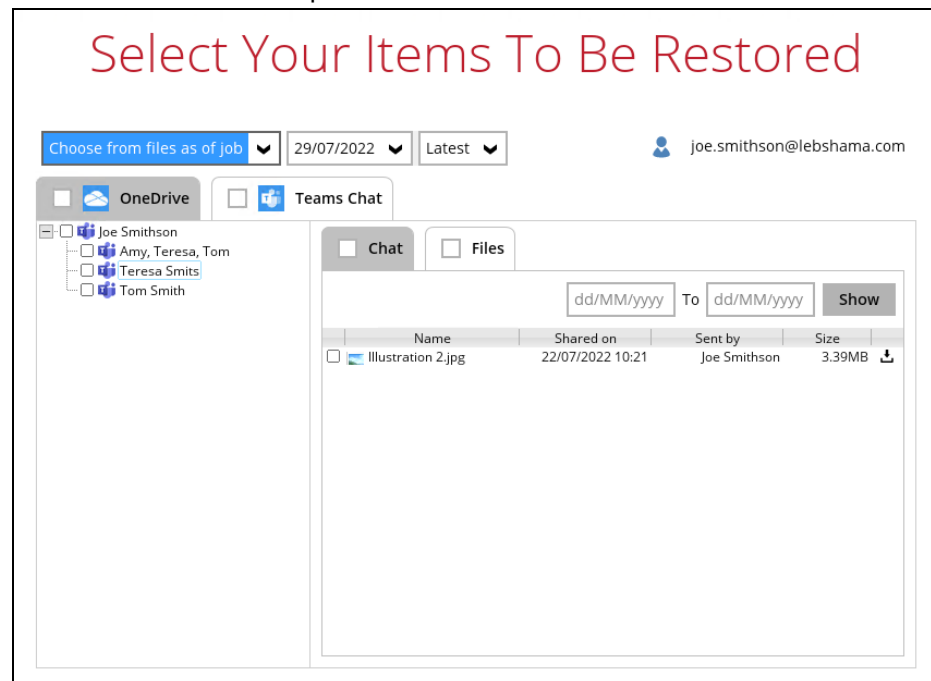 Select Your Items To Be Restored
Choose from files as of job 29/07/2022 Latest joe.smithson@lebshama.com
OneDrive Teams Chat
Joe Smithson
Amy, Teresa, Tom
Teresa Smits
Tom Smith
Chat Files
dd/MM/yyyy To dd/MM/yyyy Show
Name Shared on Sent by Size
Illustration 2.jpg 22/07/2022 10:21 Joe Smithson 3.39MB